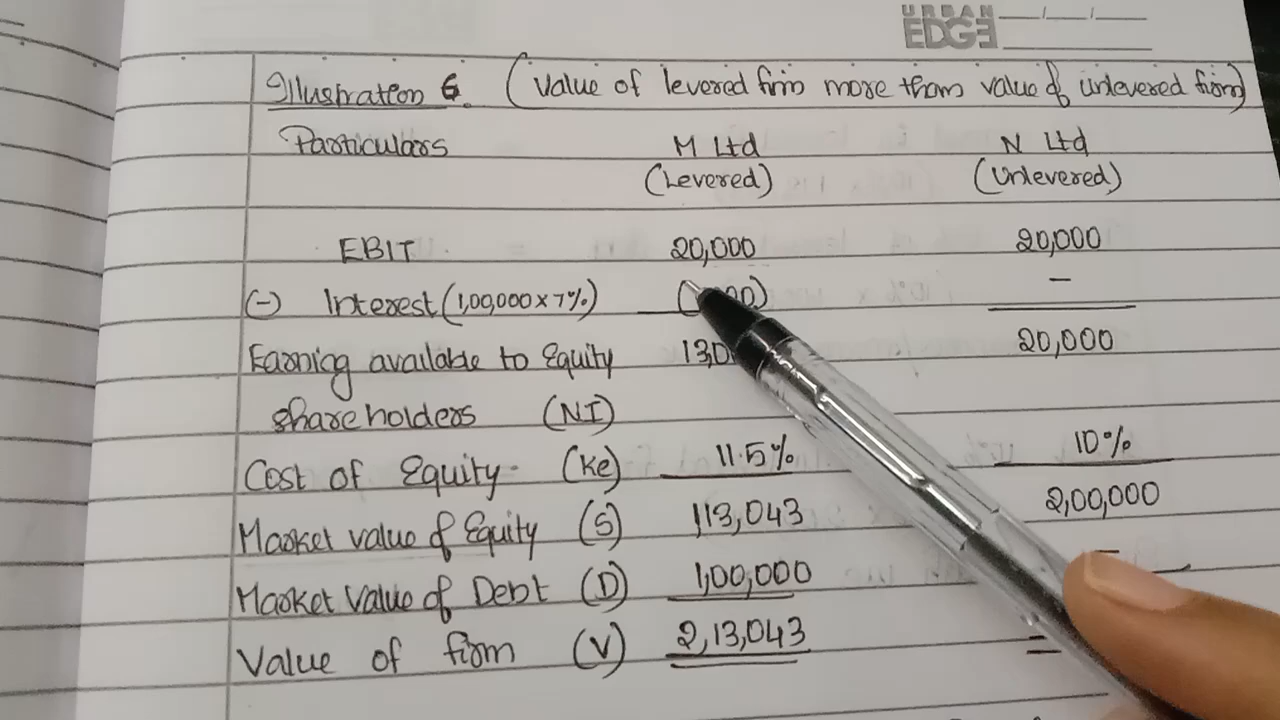 URBAN
EDGE
Illustration 6. (Value of levered firm more than value of unlevered firm)
Particulars M Ltd N Ltd
(Levered) (Unlevered)
EBIT 20,000 20,000
(-) Interest (1,00,000 x 7%) -
Earning available to Equity 20,000
shareholders (NI)
Cost of Equity (Ke) 11.5% 10%
Market value of Equity (S) 113,043 2,00,000
Market value of Debt (D) 1,00,000 -
Value of firm (V) 2,13,043